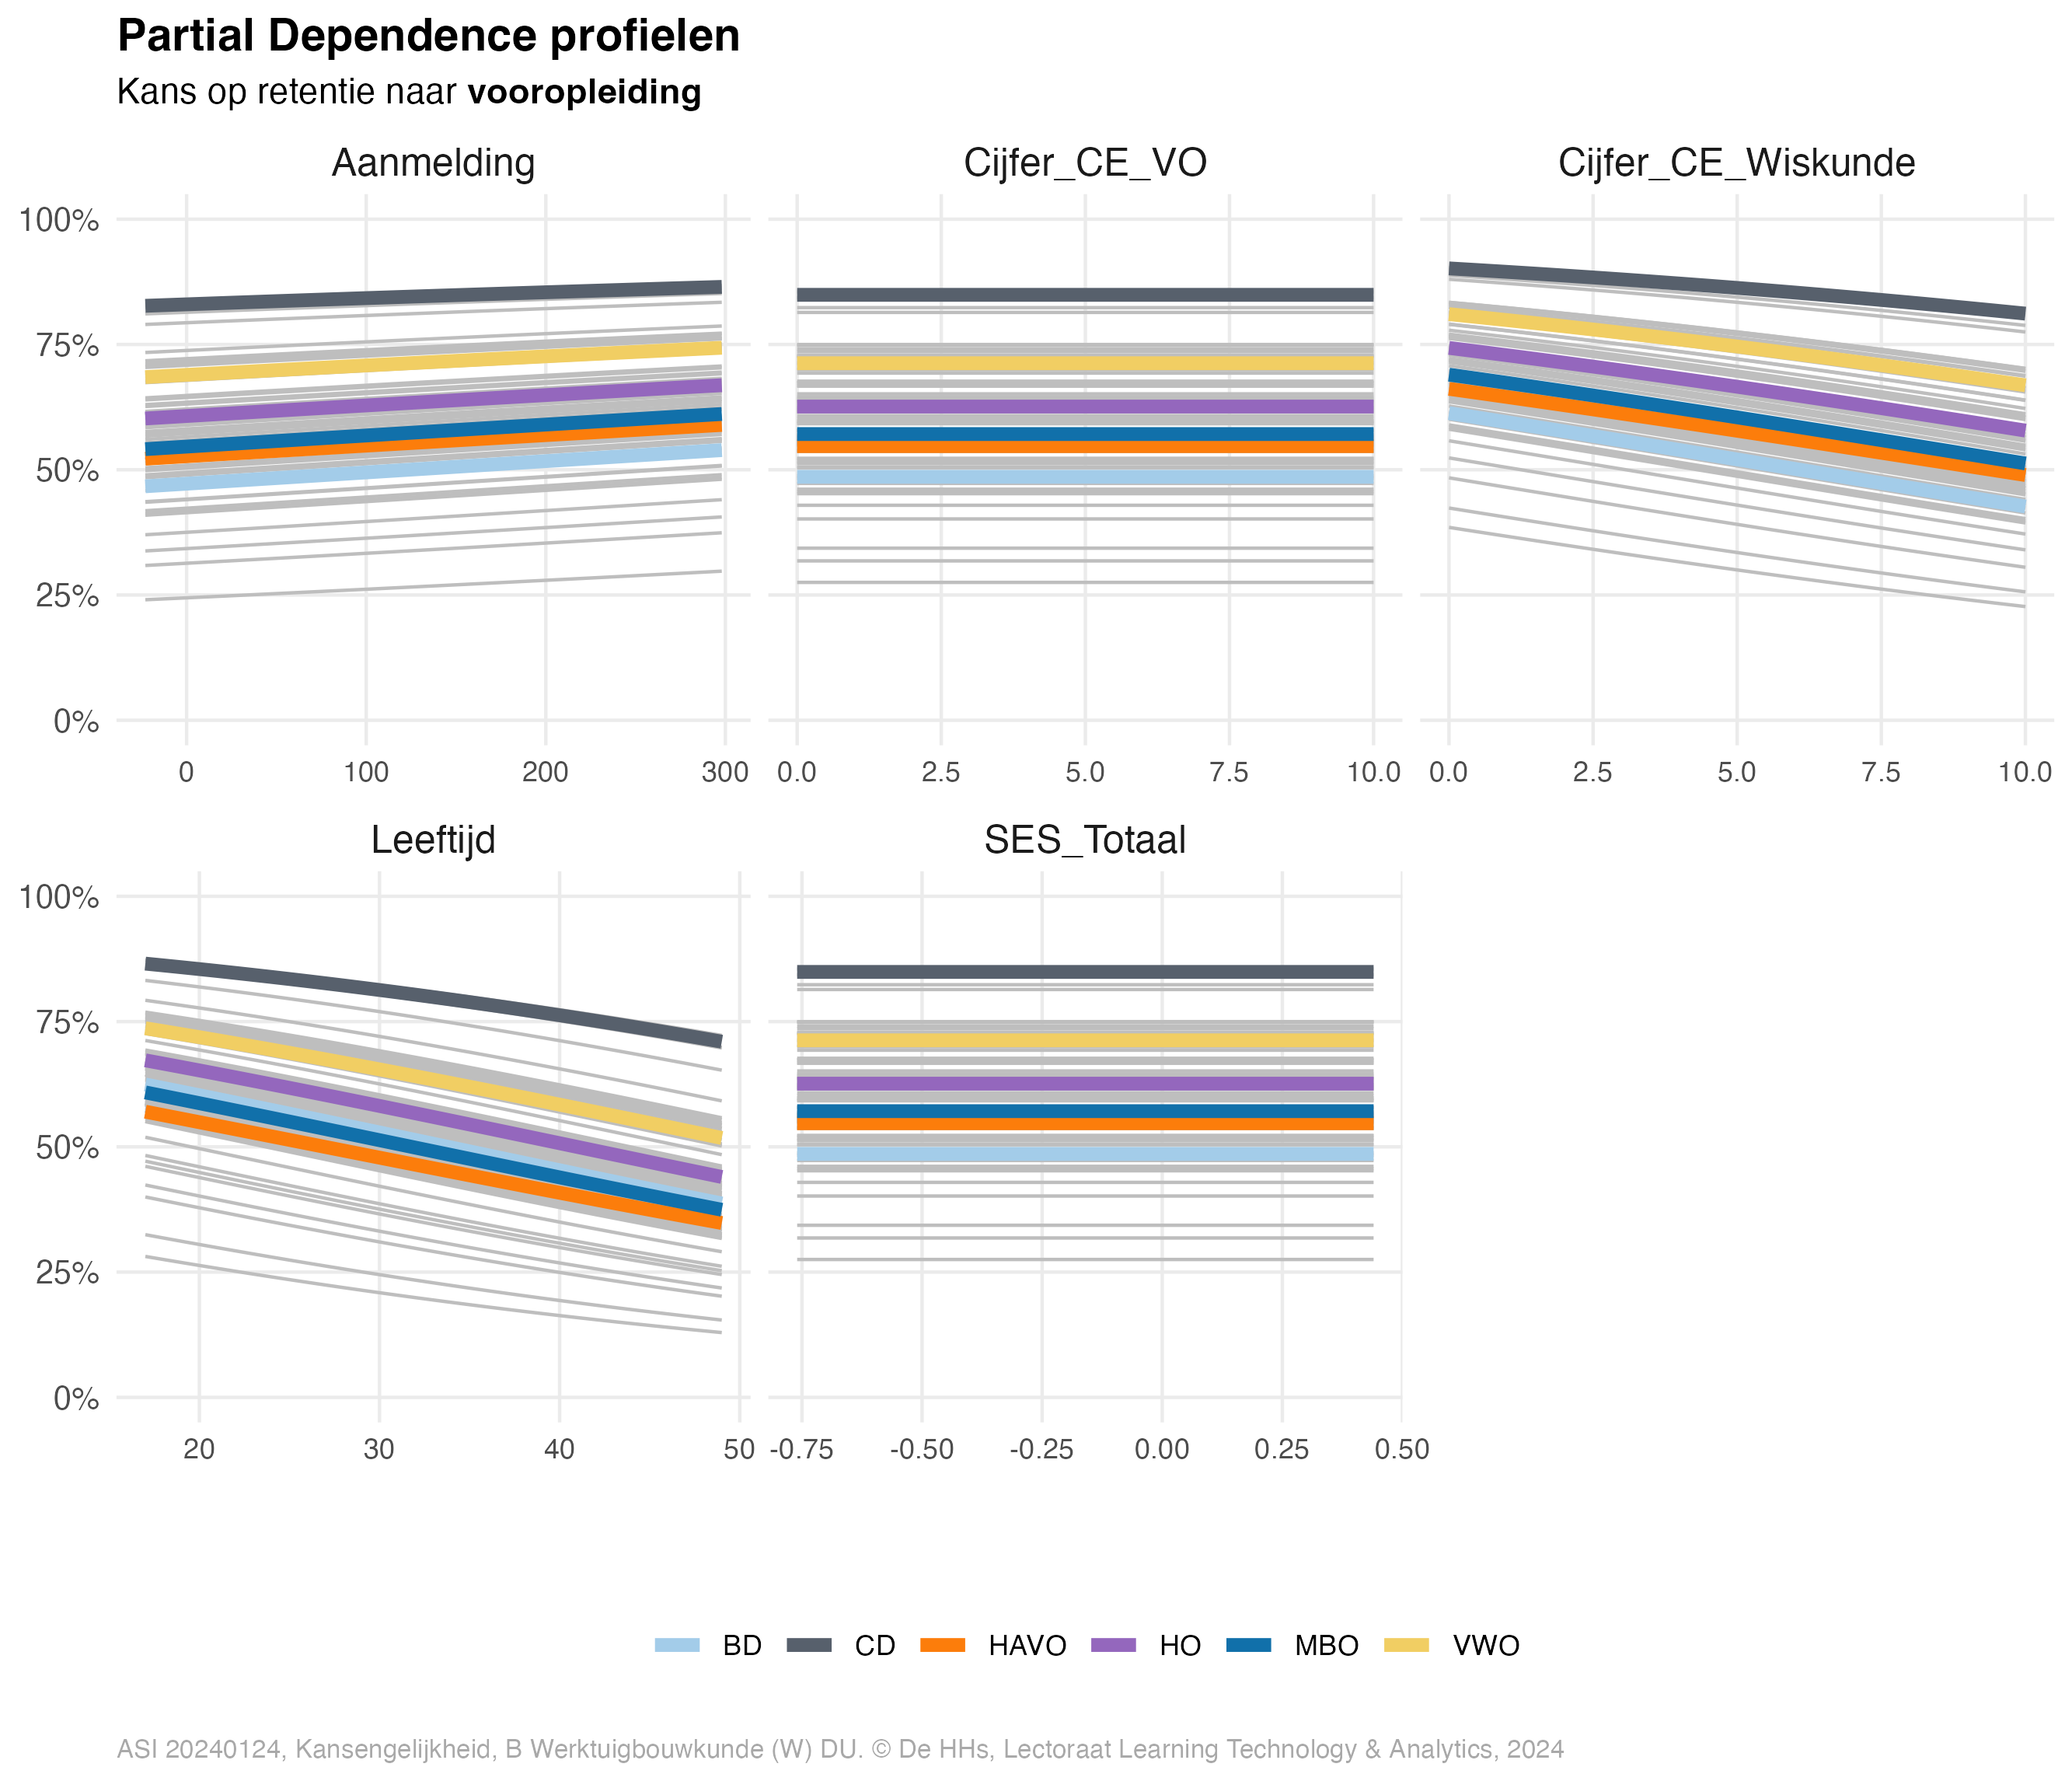 Partial Dependence profielen
Kans op retentie naar vooropleiding
Aanmelding
Cijfer_CE_VO
Cijfer_CE_Wiskunde
100%
75%
50%
25%
0%
0 100 200 300
0.0 2.5 5.0 7.5 10.0
0.0 2.5 5.0 7.5 10.0
Leeftijd
SES_Totaal
100%
75%
50%
25%
0%
20 30 40 50
-0.75 -0.50 -0.25 0.00 0.25 0.50
BD CD HAVO HO MBO VWO
ASI 20240124, Kansengelijkheid, B Werktuigbouwkunde (W) DU. © De HHs, Lectoraat Learning Technology & Analytics, 2024